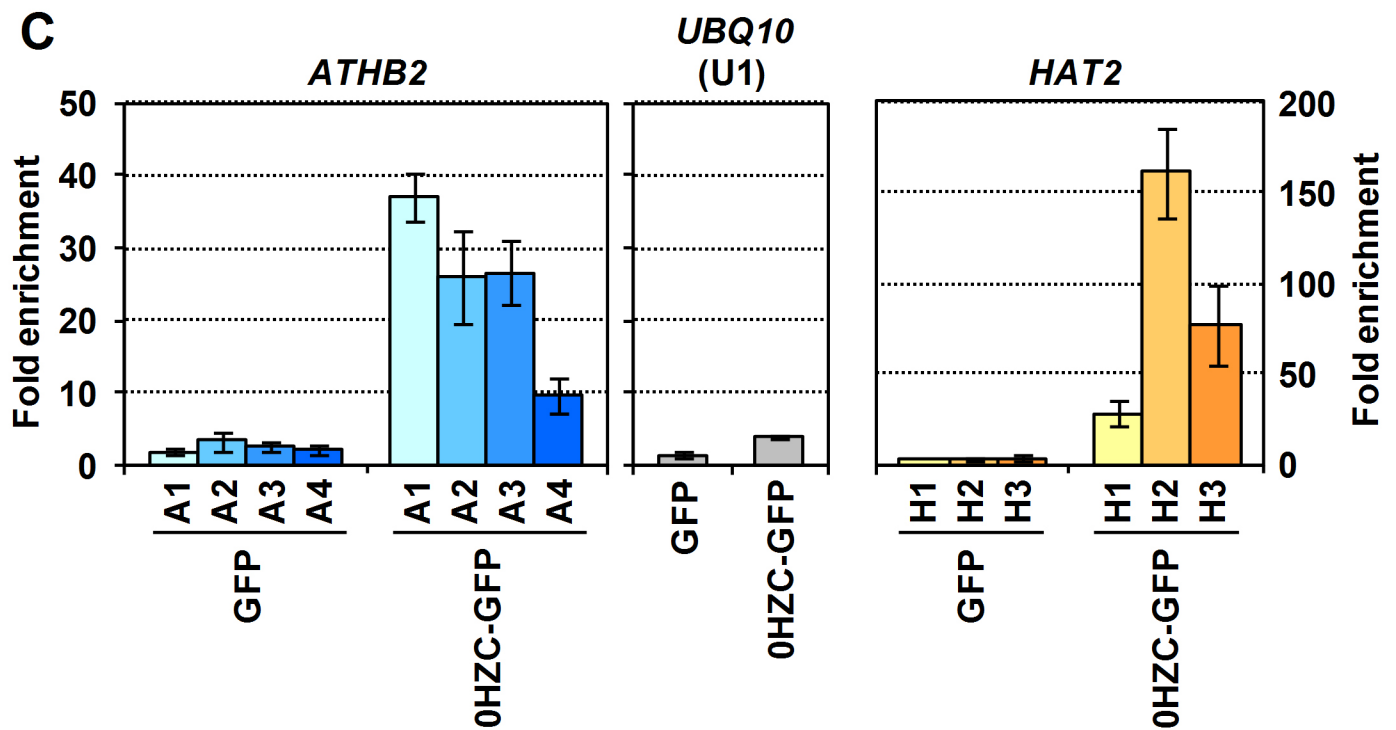 C
ATHB2
UBQ10
(U1)
HAT2
Fold enrichment
50
40
30
20
10
0
200
150
100
50
0
Fold enrichment
A1 A2 A3 A4
A1 A2 A3 A4
GFP
0HZC-GFP
GFP
0HZC-GFP
H1 H2 H3
H1 H2 H3
GFP
0HZC-GFP